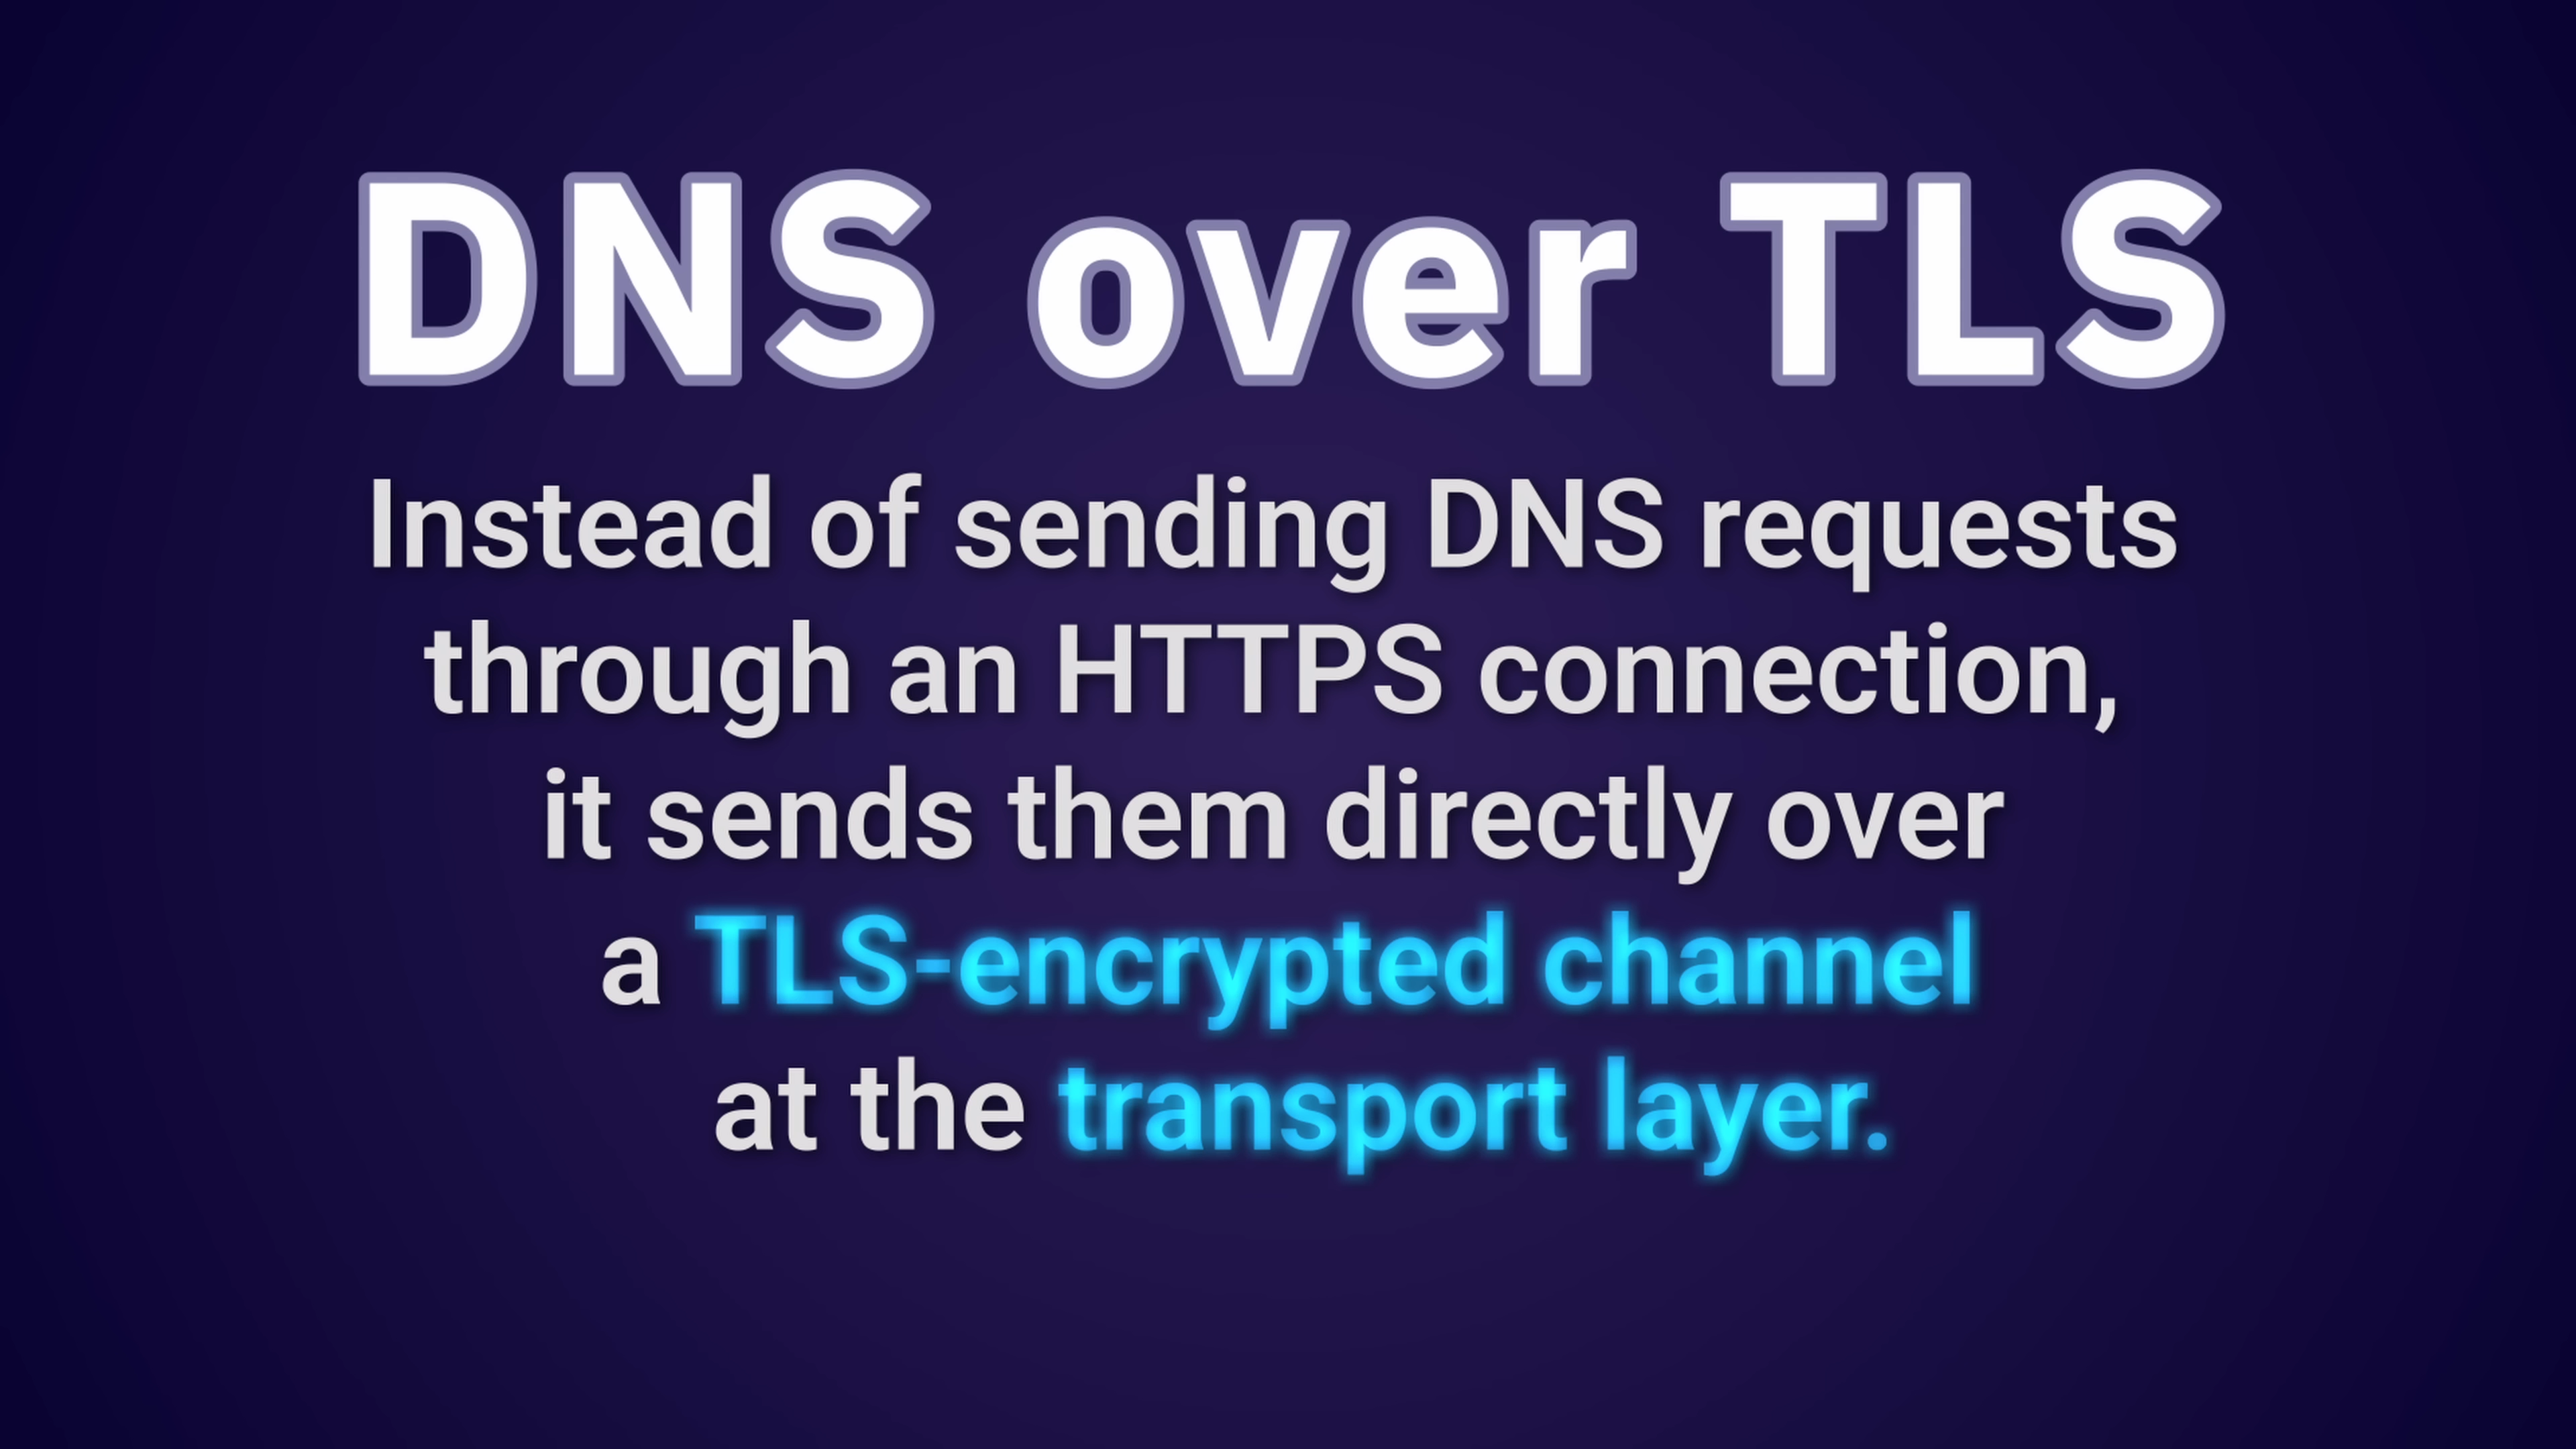 DNS over TLS
Instead of sending DNS requests
through an HTTPS connection,
it sends them directly over
a TLS-encrypted channel
at the transport layer.